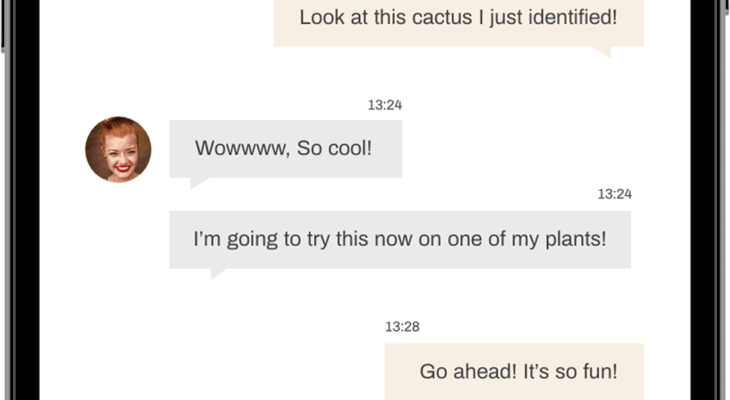 Look at this cactus I just identified!
13:24
Wowwww, So cool!
13:24
I’m going to try this now on one of my plants!
13:28
Go ahead! It’s so fun!